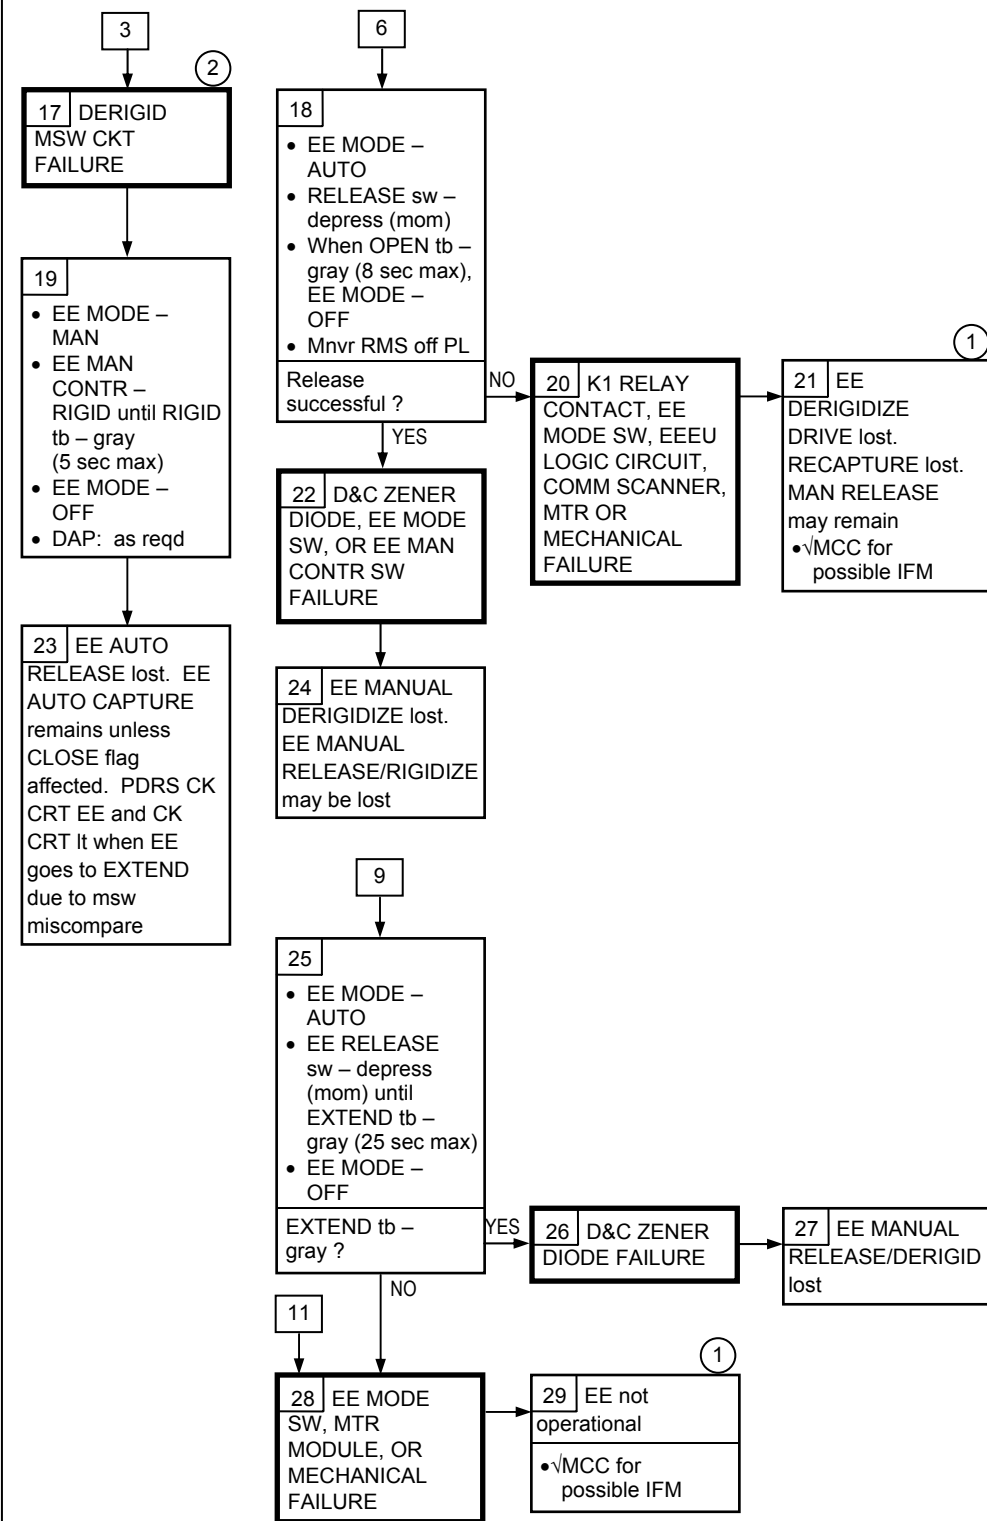 3
2
17 DERIGID
MSW CKT
FAILURE
19
• EE MODE –
MAN
• EE MAN
CONTR –
RIGID until RIGID
tb – gray
(5 sec max)
• EE MODE –
OFF
• DAP: as reqd
23 EE AUTO
RELEASE lost. EE
AUTO CAPTURE
remains unless
CLOSE flag
affected. PDRS CK
CRT EE and CK
CRT lt when EE
goes to EXTEND
due to msw
miscompare
6
18
• EE MODE –
AUTO
• RELEASE sw –
depress (mom)
• When OPEN tb –
gray (8 sec max),
EE MODE –
OFF
• Mnvr RMS off PL
Release
successful ?
NO
YES
20 K1 RELAY
CONTACT, EE
MODE SW, EEEU
LOGIC CIRCUIT,
COMM SCANNER,
MTR OR
MECHANICAL
FAILURE
1
21 EE
DERIGIDIZE
DRIVE lost.
RECAPTURE lost.
MAN RELEASE
may remain
•√MCC for
possible IFM
22 D&C ZENER
DIODE, EE MODE
SW, OR EE MAN
CONTR SW
FAILURE
24 EE MANUAL
DERIGIDIZE lost.
EE MANUAL
RELEASE/RIGIDIZE
may be lost
9
25
• EE MODE –
AUTO
• EE RELEASE
sw – depress
(mom) until
EXTEND tb –
gray (25 sec max)
• EE MODE –
OFF
EXTEND tb –
gray ?
YES
NO
26 D&C ZENER
DIODE FAILURE
27 EE MANUAL
RELEASE/DERIGID
lost
11
28 EE MODE
SW, MTR
MODULE, OR
MECHANICAL
FAILURE
1
29 EE not
operational
•√MCC for
possible IFM